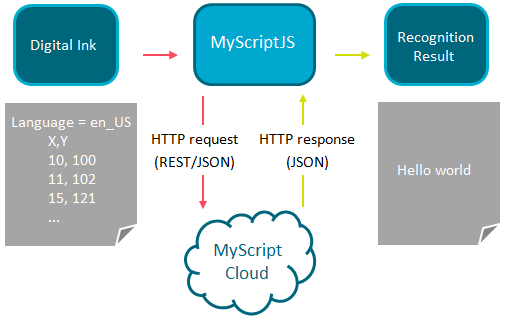 Digital Ink
MyScriptJS
Recognition
Result
Language = en_US
X,Y
10, 100
11, 102
15, 121
...
HTTP request
(REST/JSON)
HTTP response
(JSON)
Hello world
MyScript
Cloud